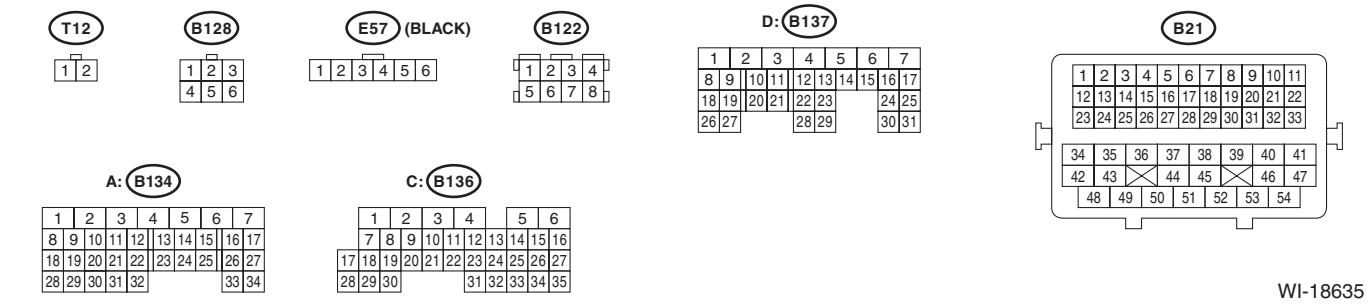 T12
1 2
B128
1 2 3
4 5 6
E57 (BLACK)
1 2 3 4 5 6
B122
1 2 3 4
5 6 7 8
D: B137
1 2 3 4 5 6 7
8 9 10 11 12 13 14 15 16 17
18 19 20 21 22 23 24 25
26 27 28 29 30 31
B21
1 2 3 4 5 6 7 8 9 10 11
12 13 14 15 16 17 18 19 20 21 22
23 24 25 26 27 28 29 30 31 32 33
34 35 36 37 38 39 40 41
42 43 44 45 46 47
48 49 50 51 52 53 54
A: B134
1 2 3 4 5 6 7
8 9 10 11 12 13 14 15 16 17
18 19 20 21 22 23 24 25 26 27
28 29 30 31 32 33 34
C: B136
1 2 3 4 5 6
7 8 9 10 11 12 13 14 15 16
17 18 19 20 21 22 23 24 25 26 27
28 29 30 31 32 33 34 35
WI-18635